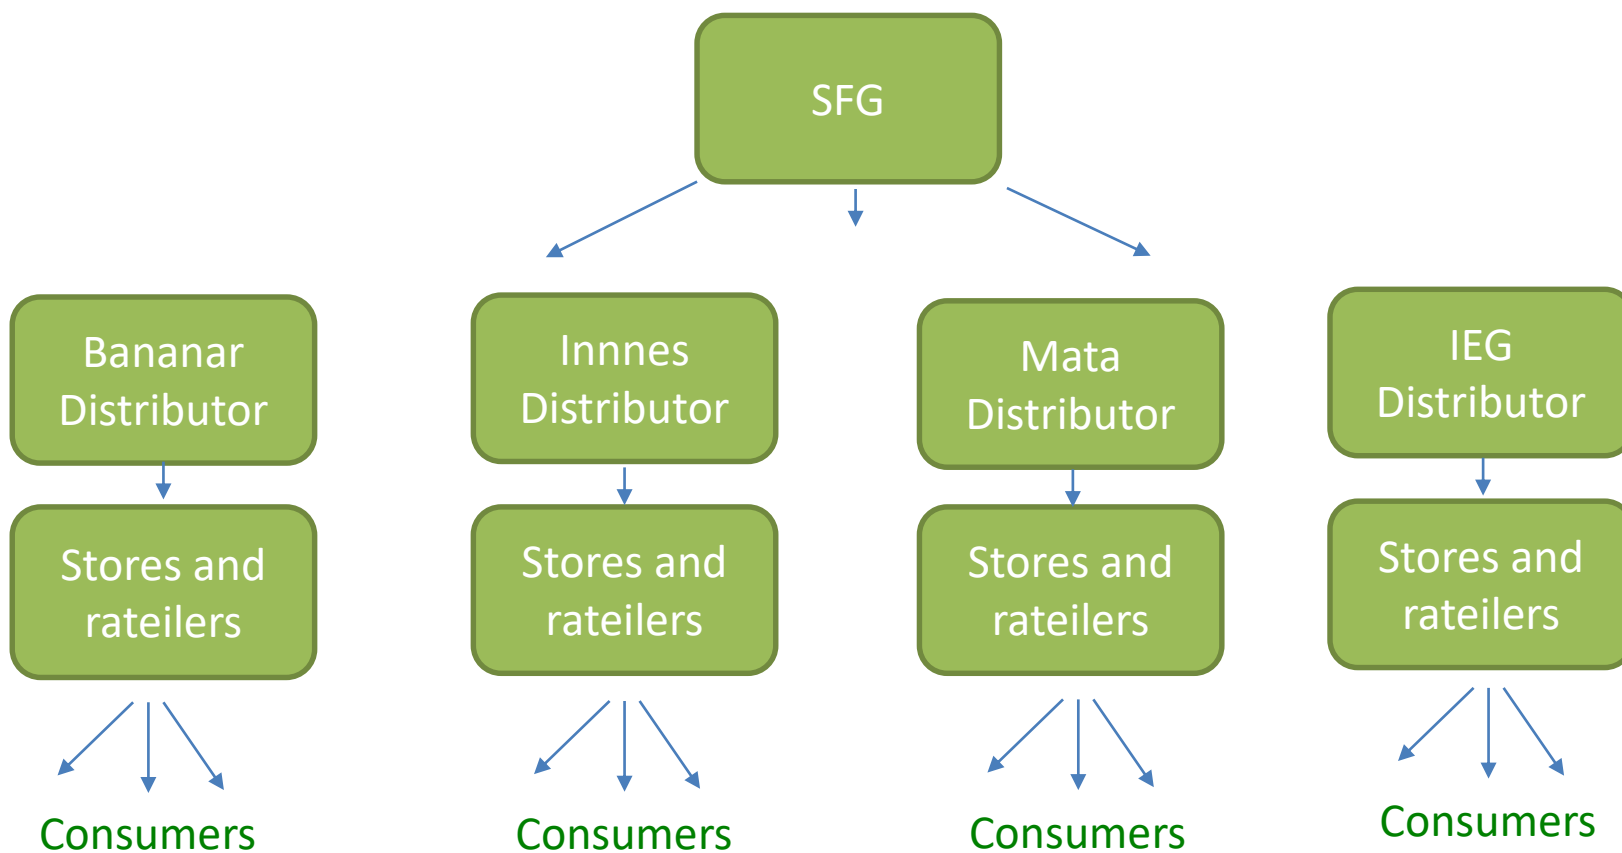 SFG
Bananar
Distributor
Innnes
Distributor
Mata
Distributor
IEG
Distributor
Stores and
rateilers
Stores and
rateilers
Stores and
rateilers
Stores and
rateilers
Consumers
Consumers
Consumers
Consumers